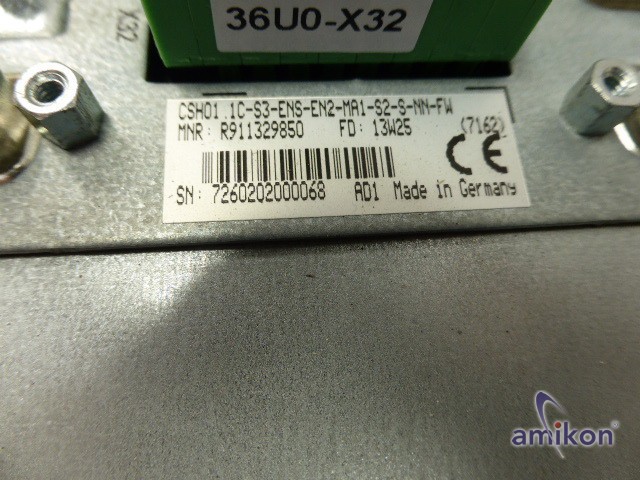 36U0-X32
X32
CSH01.1C-S3-ENS-EN2-MA1-S2-S-NN-FW
MNR: R911329850 FD: 13W25 (7162)
CE
SN: 7260202000068 AD1 Made in Germany
amikon